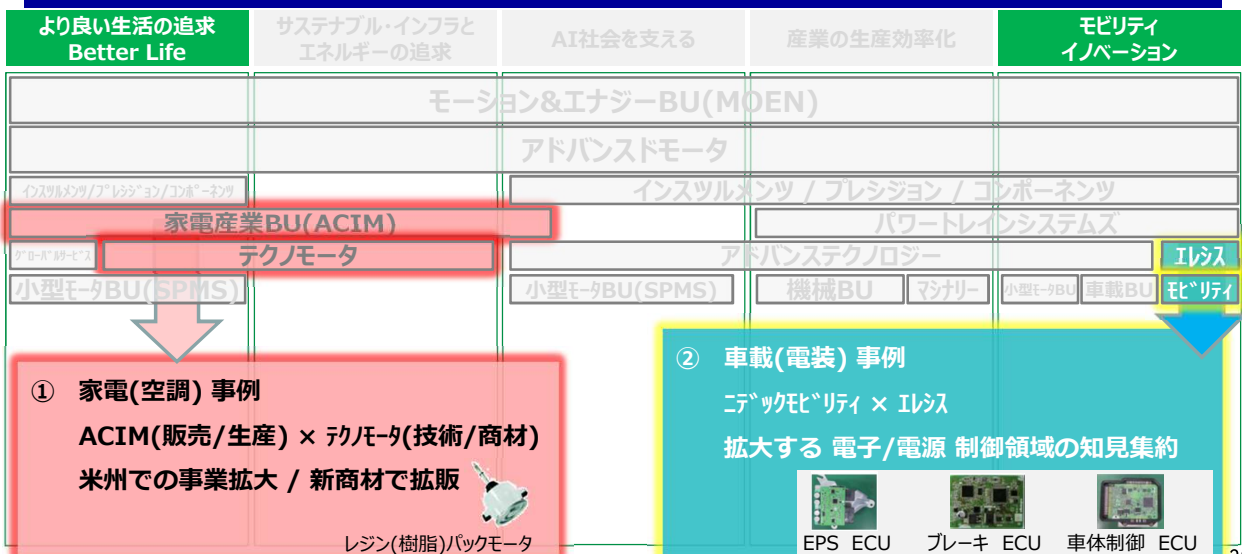 より良い生活の追求
Better Life
サステナブル・インフラと
エネルギーの追求
AI社会を支える
産業の生産効率化
モビリティ
イノベーション
モーション&エナジーBU(MOEN)
アドバンスドモータ
インスツルメンツ/プレシジョン/コンポーネンツ
インスツルメンツ / プレシジョン / コンポーネンツ
家電産業BU(ACIM)
パワートレインシステムズ
グローバルサービス
テクノモータ
アドバンステクノロジー
エレシス
小型モータBU(SPMS)
小型モータBU(SPMS)
機械BU
マシナリー
小型モータBU
車載BU
モビリティ
① 家電(空調) 事例
ACIM(販売/生産) × テクノモータ(技術/商材)
米州での事業拡大 / 新商材で拡販
レジン(樹脂)パックモータ
② 車載(電装) 事例
ニデックモビリティ × エレシス
拡大する 電子/電源 制御領域の知見集約
EPS ECU
ブレーキ ECU
車体制御 ECU